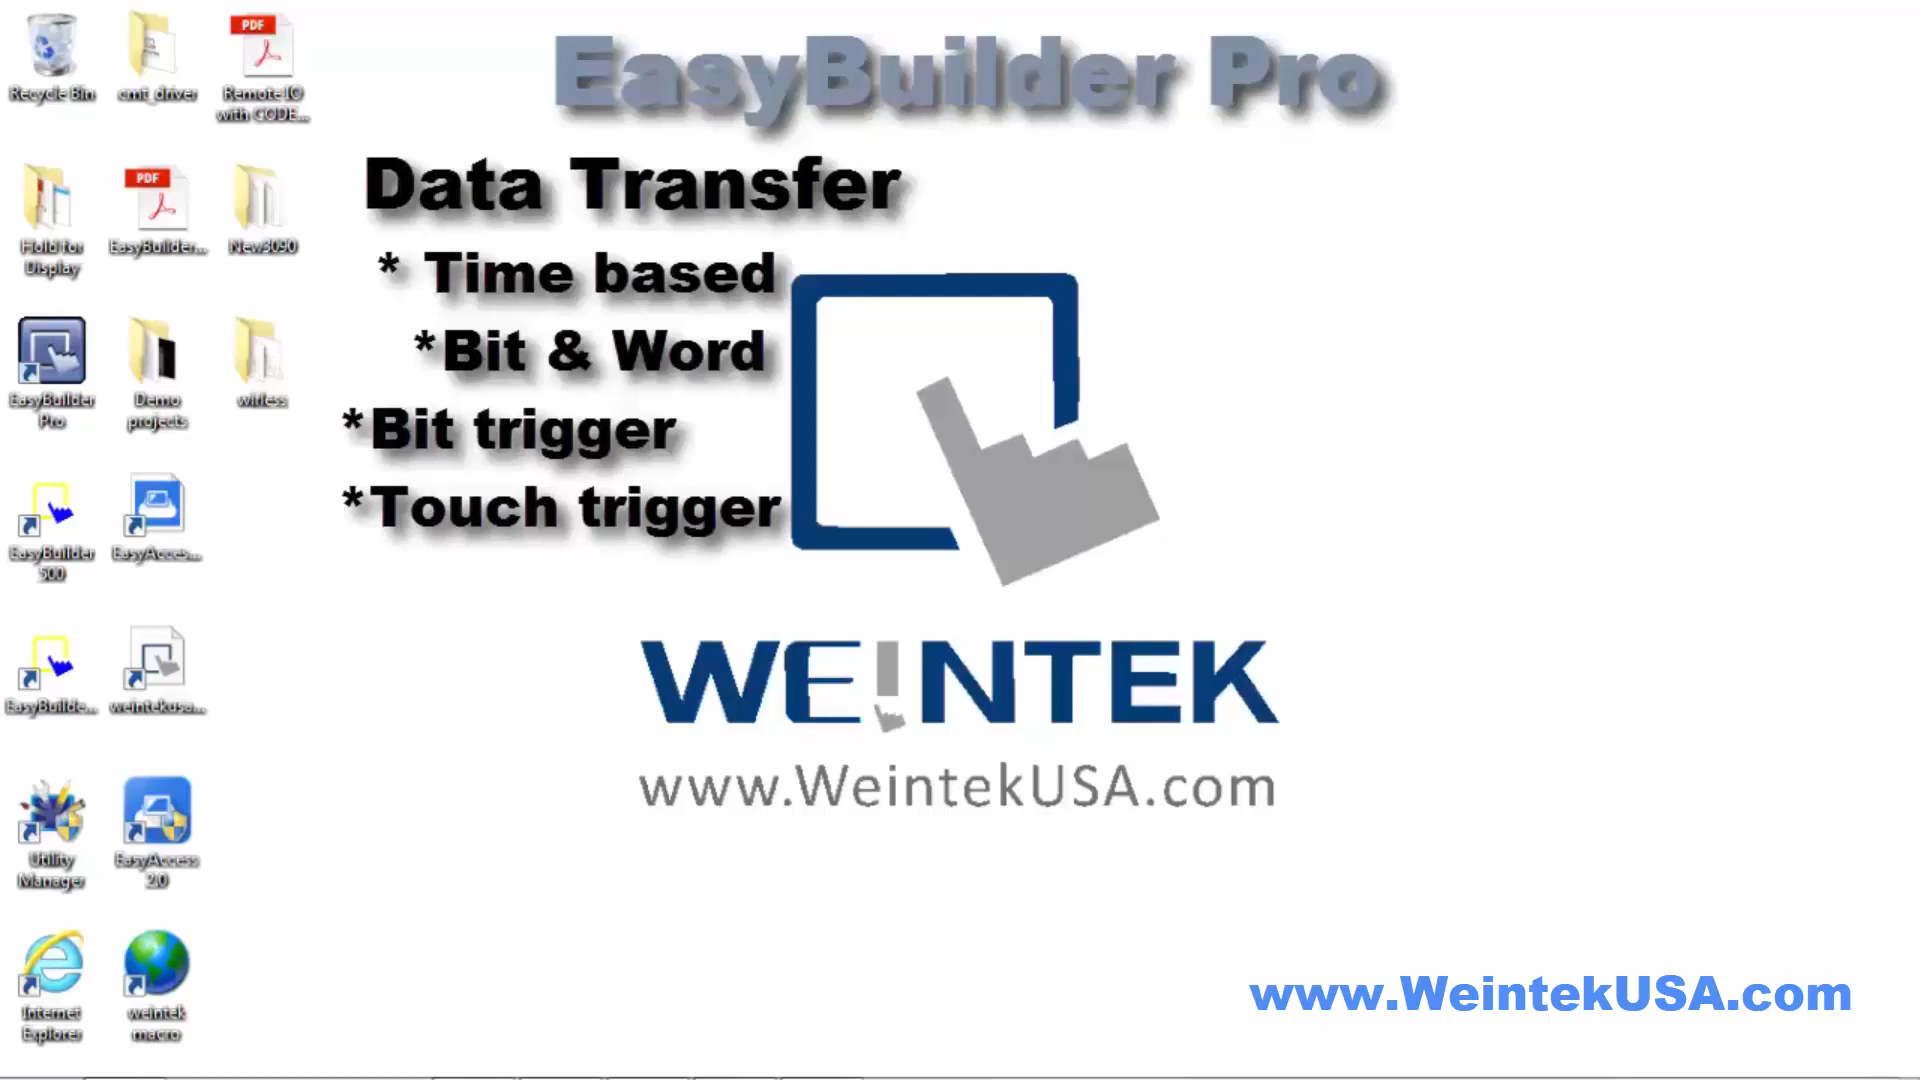 EasyBuilder Pro
Data Transfer
* Time based
*Bit & Word
*Bit trigger
*Touch trigger
WEINTEK
www.WeintekUSA.com
www.WeintekUSA.com
Recycle Bin
cmt_driver
PDF
Remote IO
with CODE...
Hold for
Display
PDF
EasyBuilder...
New3090
EasyBuilder
Pro
Demo
projects
witless
EasyBuilder
500
EasyAcces...
EasyBuilde...
weintekusa...
Utility
Manager
EasyAccess
2.0
Internet
Explorer
weintek
macro